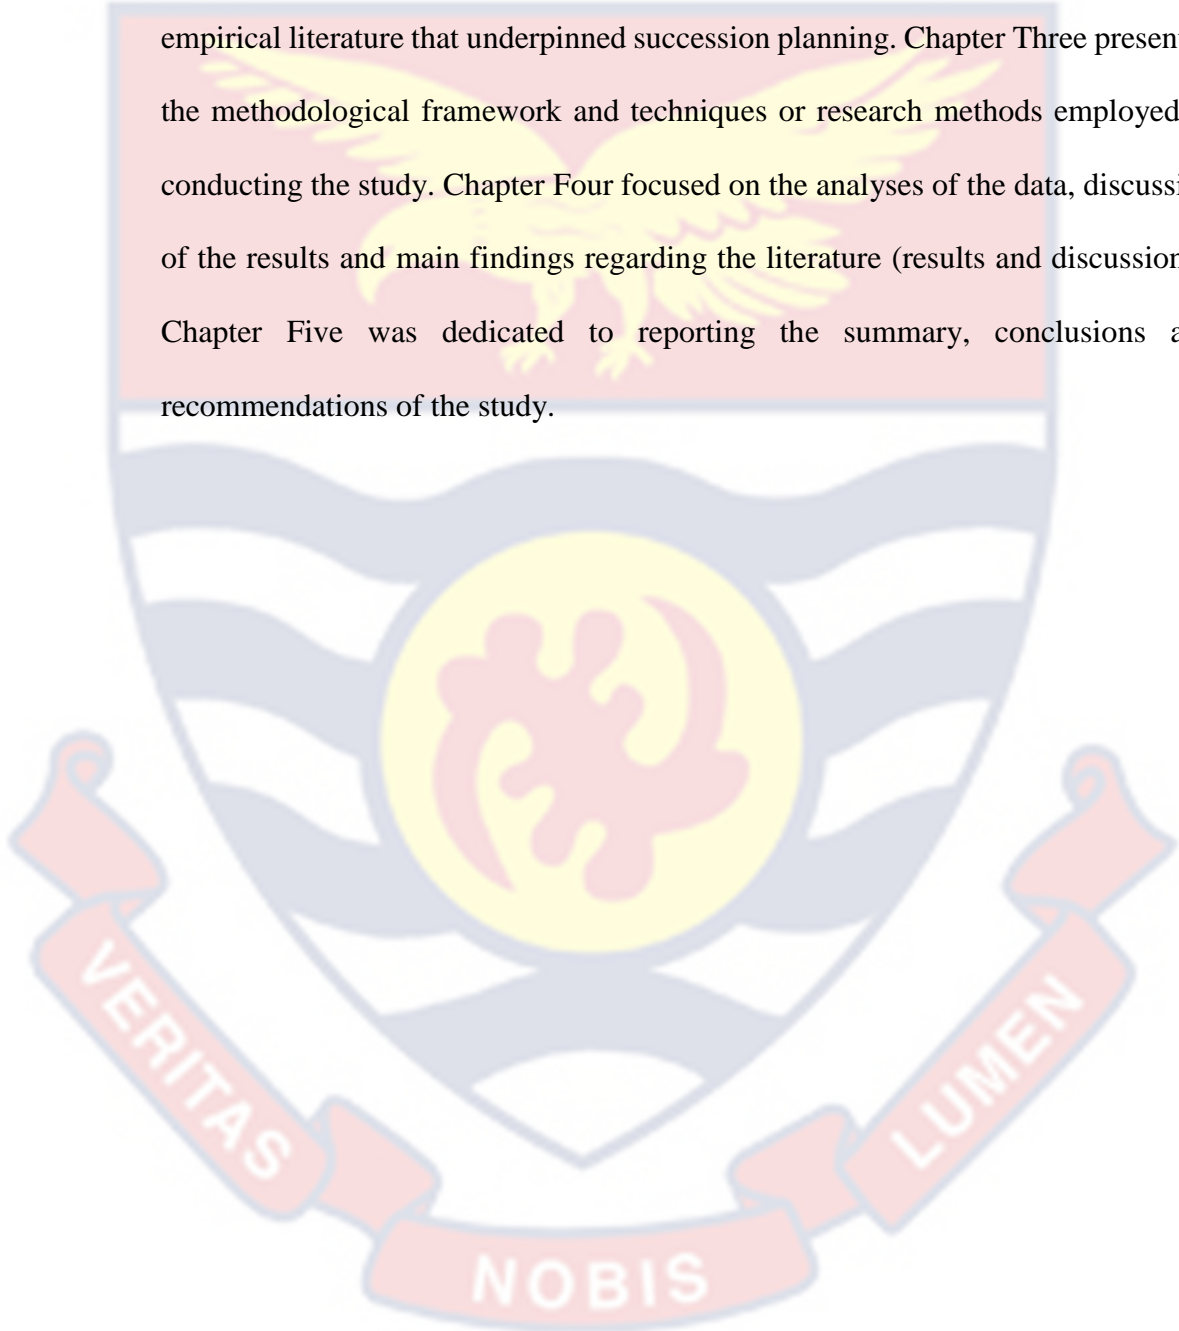 empirical literature that underpinned succession planning. Chapter Three present
the methodological framework and techniques or research methods employed
conducting the study. Chapter Four focused on the analyses of the data, discussi
of the results and main findings regarding the literature (results and discussion
Chapter Five was dedicated to reporting the summary, conclusions a
recommendations of the study.
VERITAS
NOBIS
LUMEN